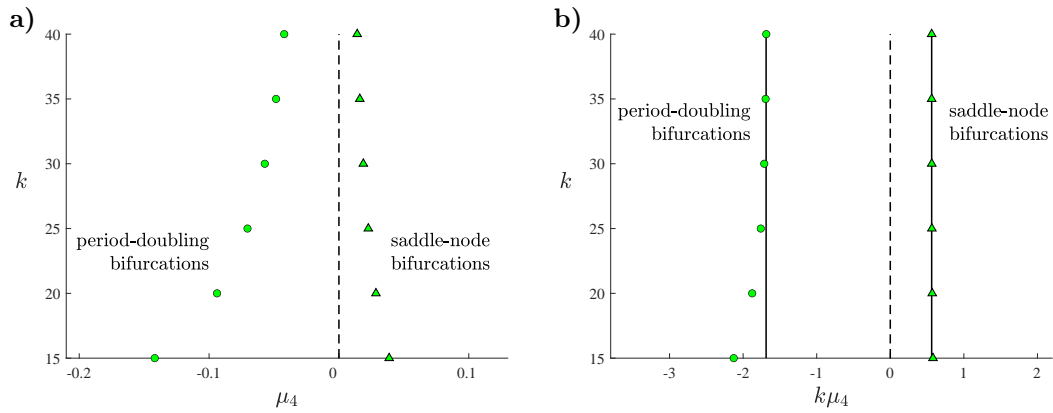 a)
40
35
30
k
25
20
15
period-doubling
bifurcations
saddle-node
bifurcations
-0.2
-0.1
0
0.1
μ₄
b)
40
35
30
k
25
20
15
period-doubling
bifurcations
saddle-node
bifurcations
-3
-2
-1
0
1
2
kμ₄